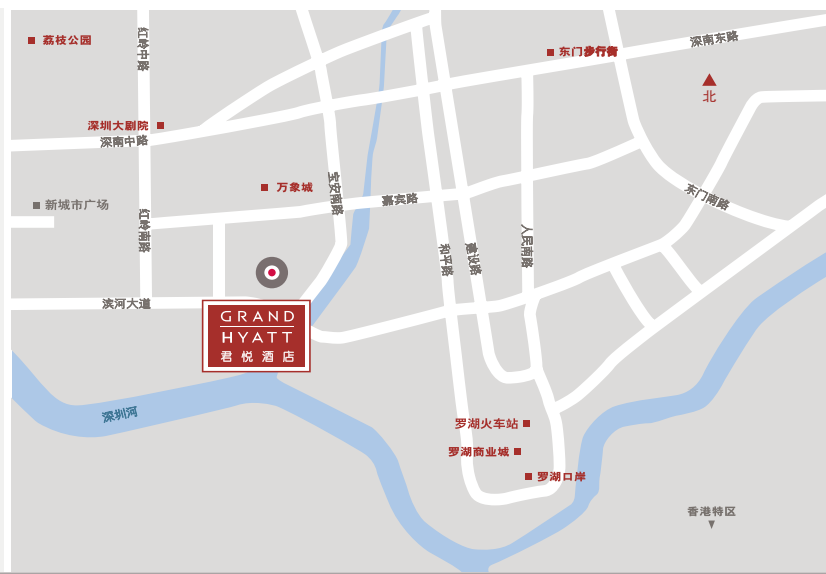 荔枝公园
红岭中路
东门步行街
深南东路
北
深圳大剧院
深南中路
万象城
宝安南路
嘉宾路
东门南路
新城市广场
红岭南路
人民南路
和平路
建设路
滨河大道
GRAND
HYATT
君悦酒店
深圳河
罗湖火车站
罗湖商业城
罗湖口岸
香港特区